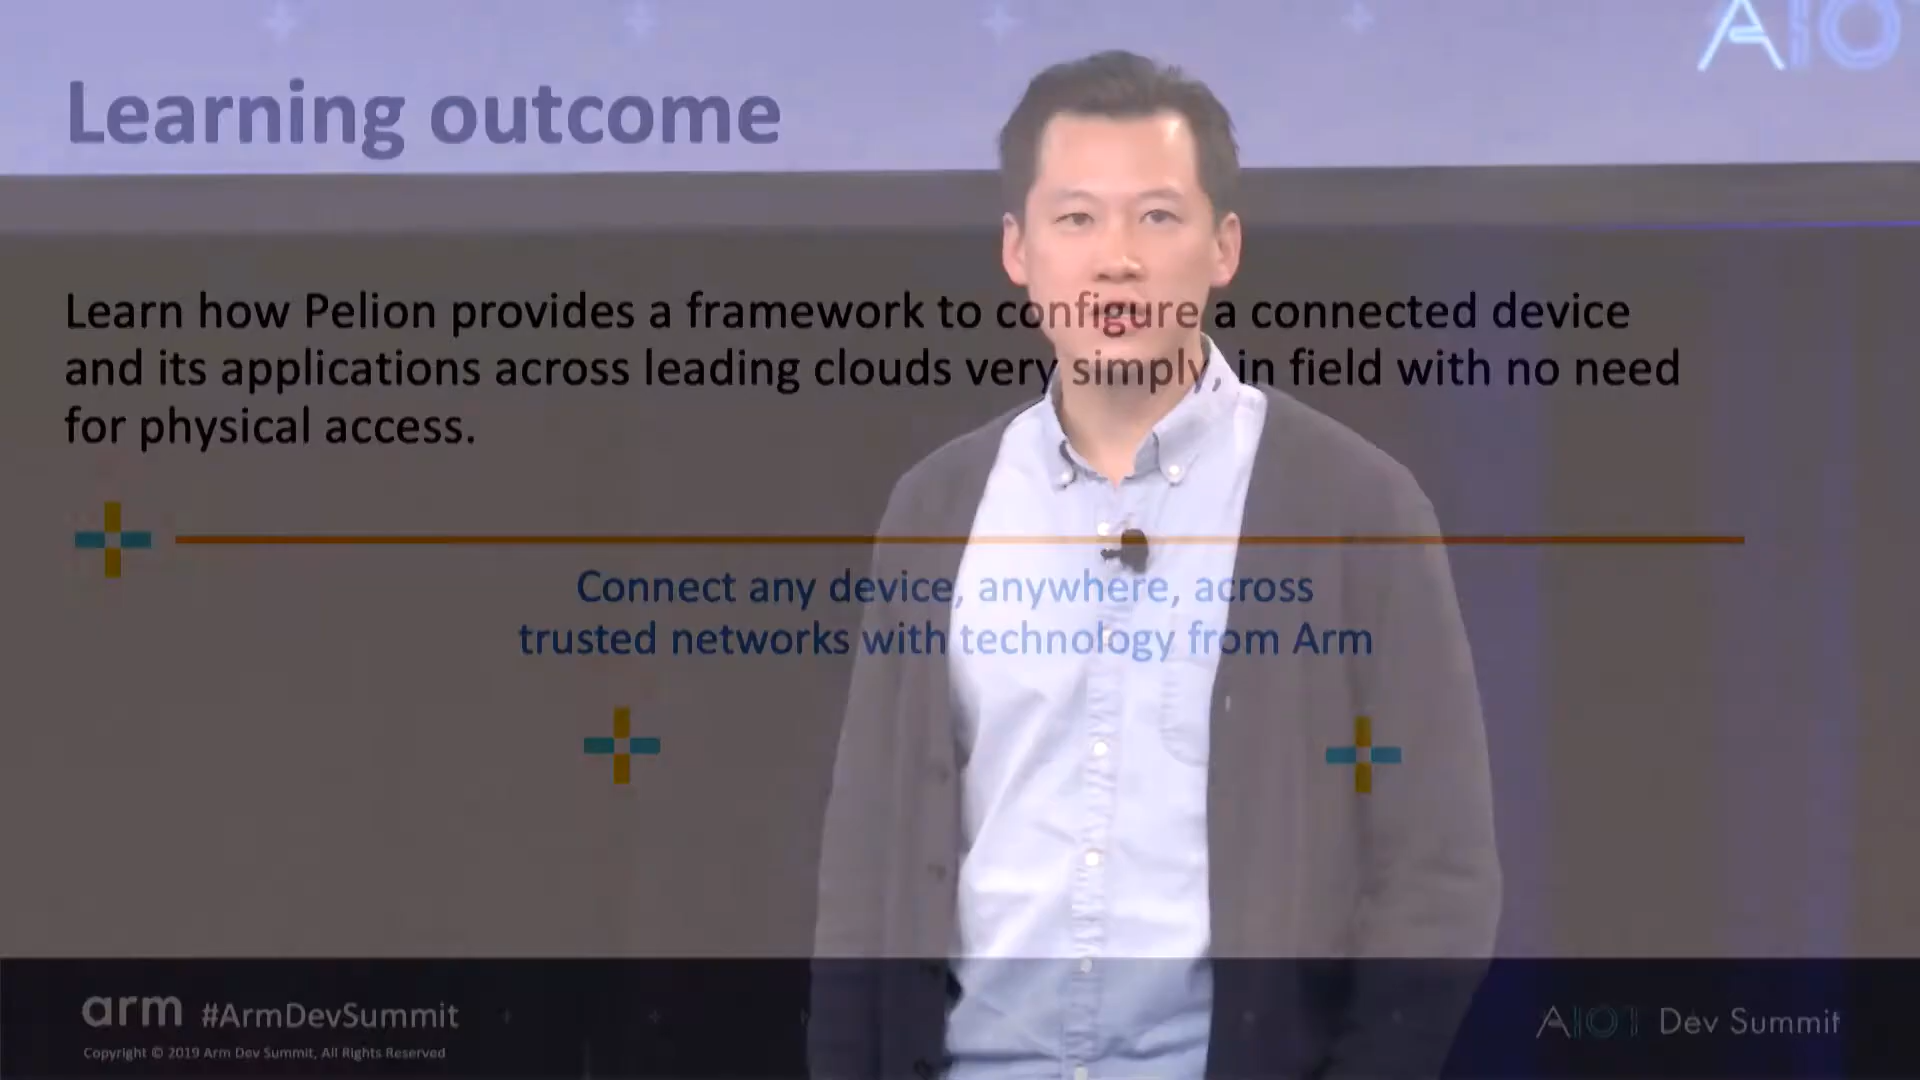 AIO
Learning outcome
Learn how Pelion provides a framework to configure a connected device
and its applications across leading clouds very simply, in field with no need
for physical access.
Connect any device, anywhere, across
trusted networks with technology from Arm
arm #ArmDevSummit
Copyright © 2019 Arm Dev Summit, All Rights Reserved
AIOT Dev Summit